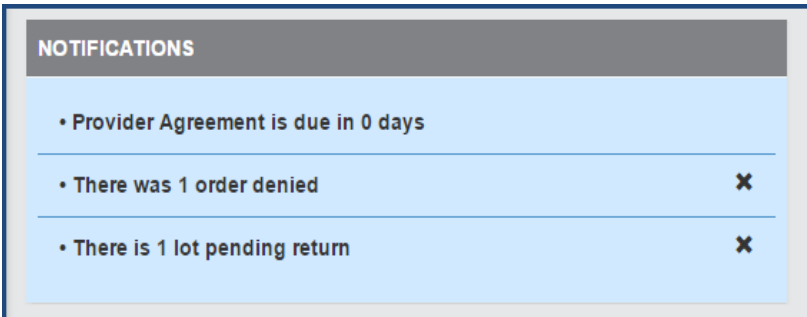 NOTIFICATIONS
• Provider Agreement is due in 0 days
• There was 1 order denied
• There is 1 lot pending return